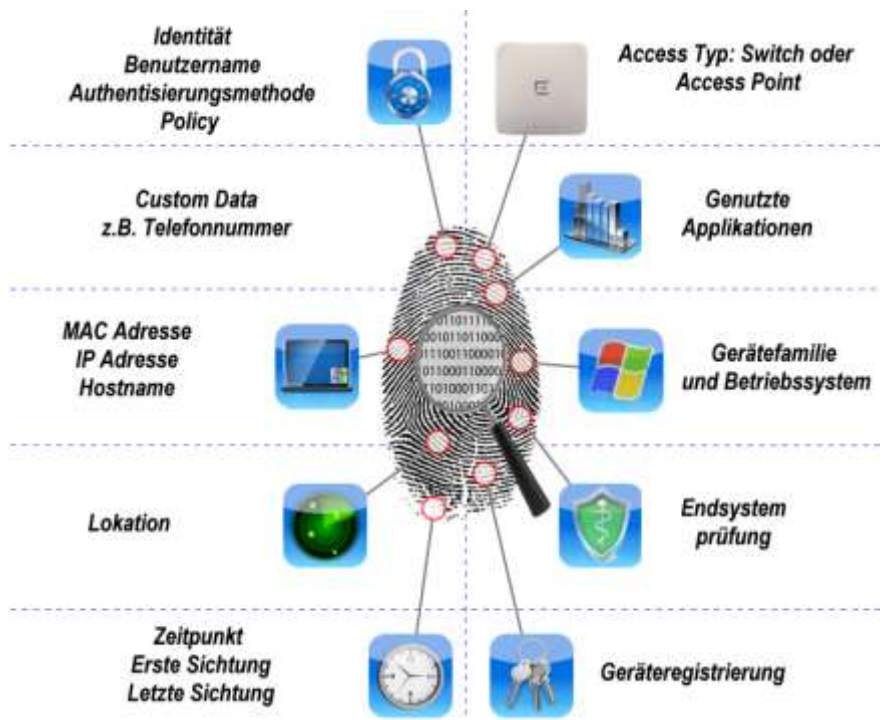 Identität
Benutzername
Authentisierungsmethode
Policy
Access Typ: Switch oder
Access Point
Custom Data
z.B. Telefonnummer
Genutzte
Applikationen
MAC Adresse
IP Adresse
Hostname
Gerätefamilie
und Betriebssystem
Lokation
Endsystem
prüfung
Zeitpunkt
Erste Sichtung
Letzte Sichtung
Geräteregistrierung